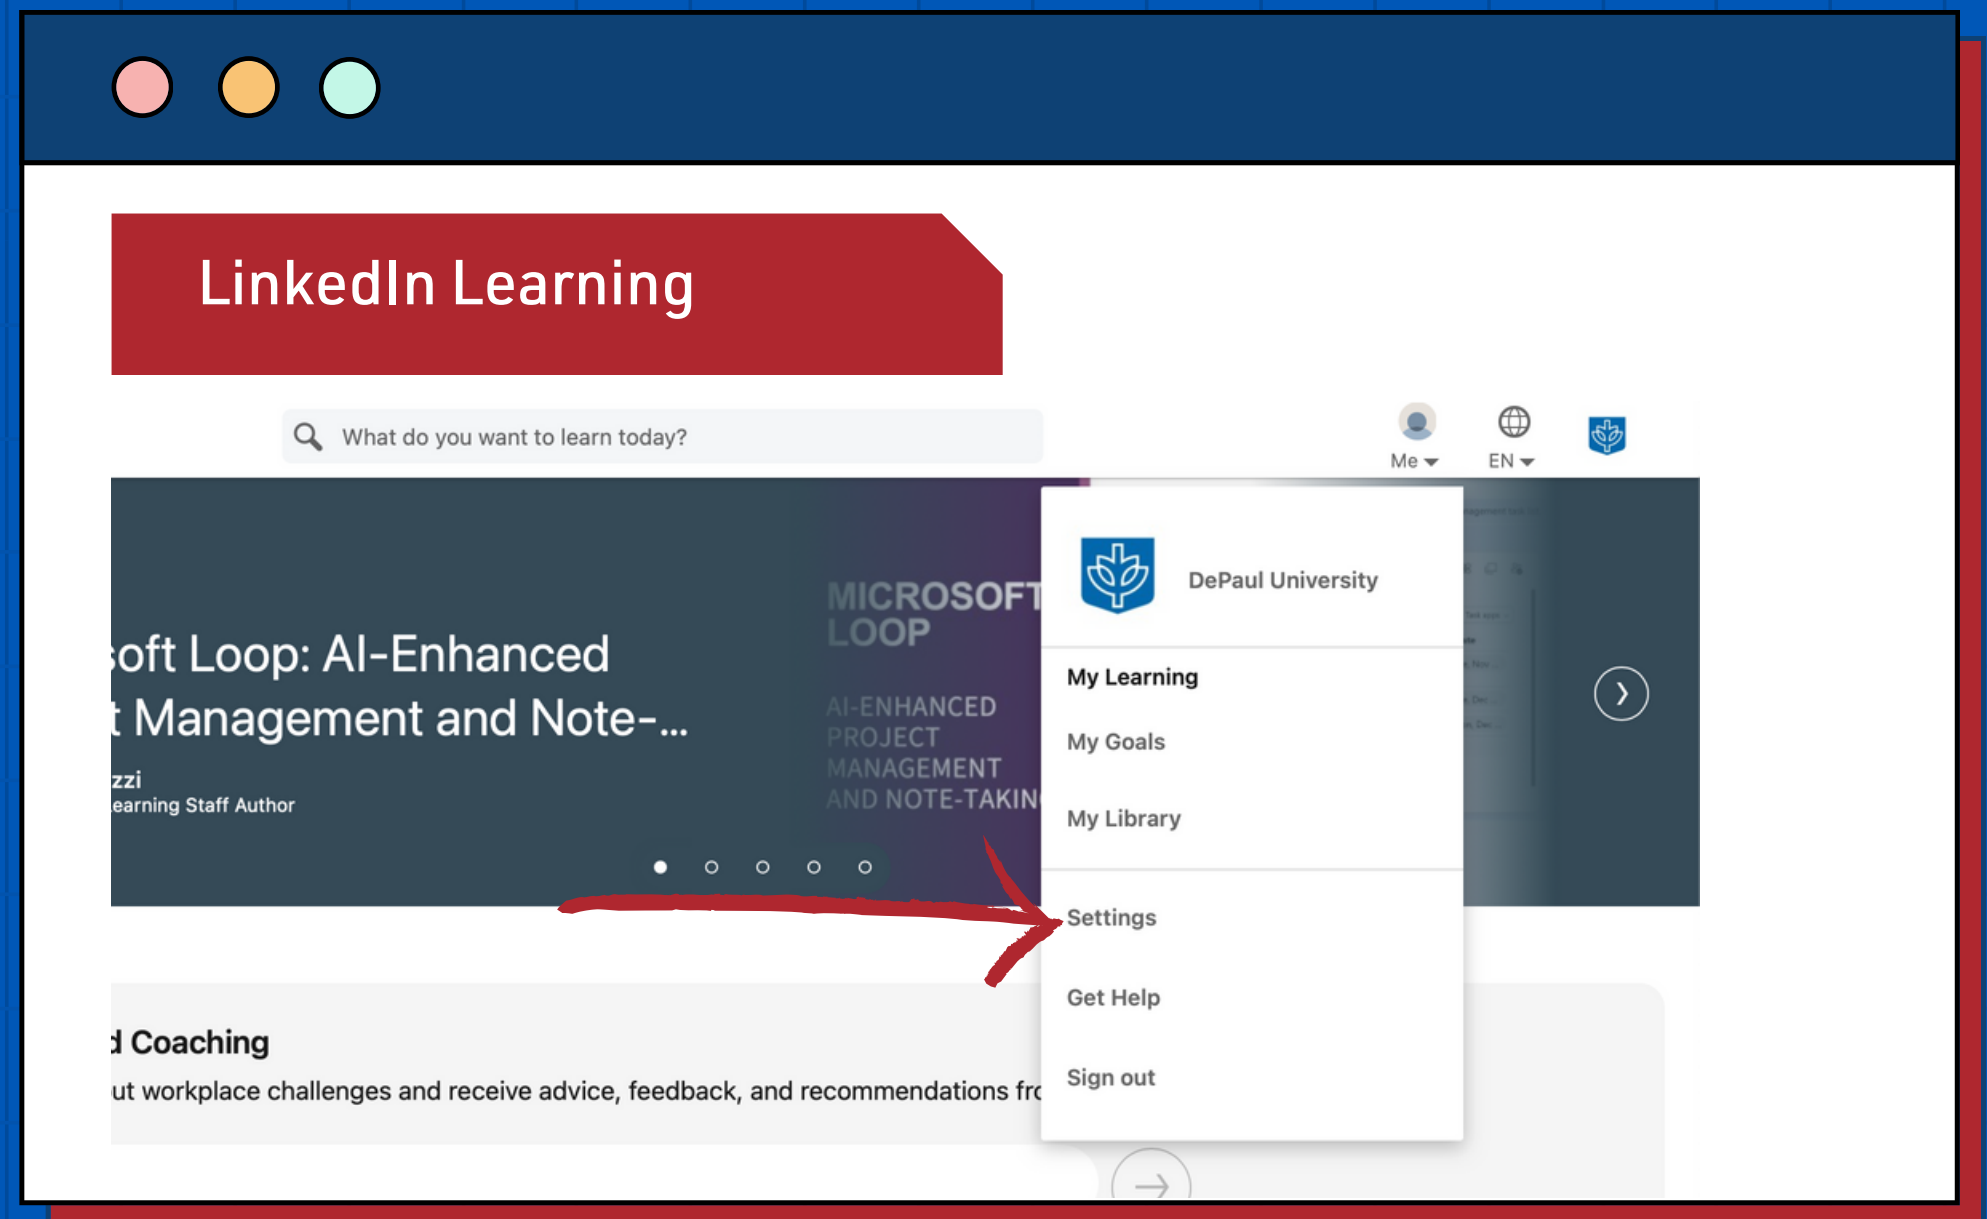 LinkedIn Learning
What do you want to learn today?
Me
EN
DePaul University
My Learning
My Goals
My Library
Settings
Get Help
Sign out
MICROSOFT
LOOP
AI-ENHANCED
PROJECT
MANAGEMENT
AND NOTE-TAKIN
soft Loop: AI-Enhanced
t Management and Note-...
zzi
earning Staff Author
d Coaching
ut workplace challenges and receive advice, feedback, and recommendations fro